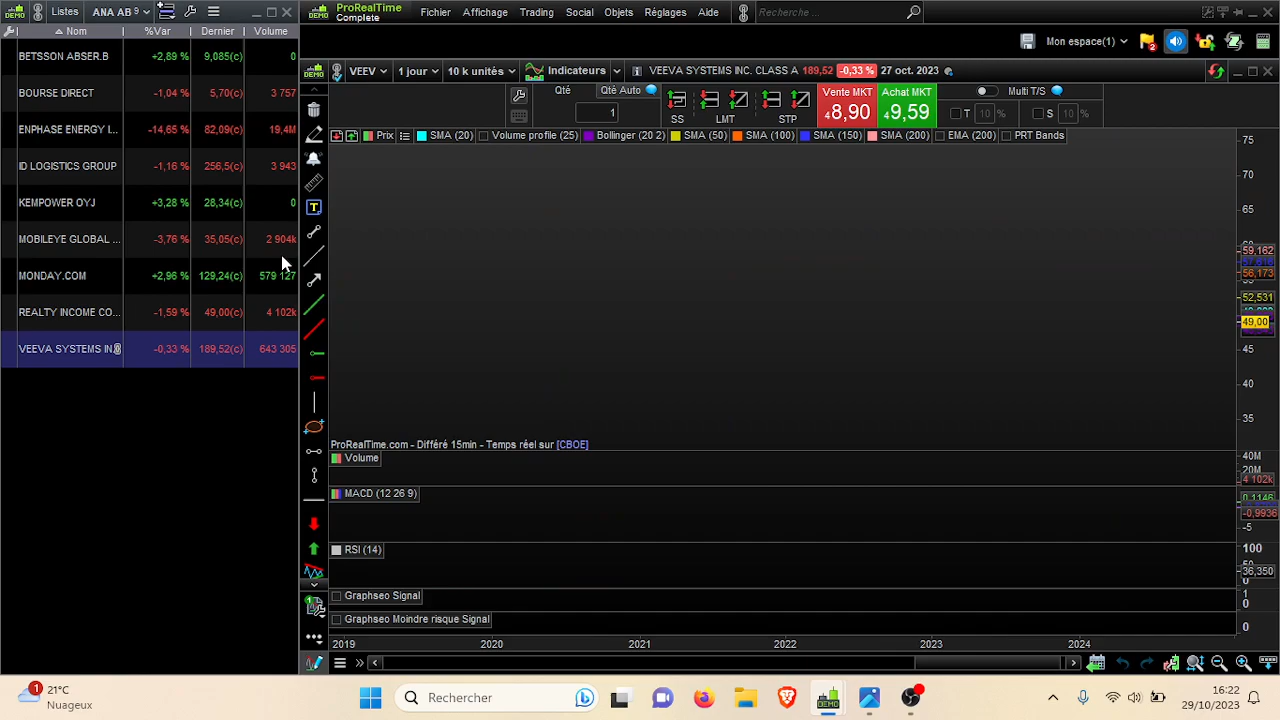 DEMO Listes ANA AB
Nom %Var Dernier Volume
BETSSON ABSER.B +2,89 % 9,085(c) 0
BOURSE DIRECT -1,04 % 5,70(c) 3 757
ENPHASE ENERGY I... -14,65 % 82,09(c) 19,4M
ID LOGISTICS GROUP -1,16 % 256,5(c) 3 943
KEMPOWER OYJ +3,28 % 28,34(c) 0
MOBILEYE GLOBAL ... -3,76 % 35,05(c) 2 904k
MONDAY.COM +2,96 % 129,24(c) 579 127
REALTY INCOME CO... -1,59 % 49,00(c) 4 102k
VEEVA SYSTEMS IN. -0,33 % 189,52(c) 643 305
DEMO ProRealTime Complete Fichier Affichage Trading Social Objets Réglages Aide Recherche ...
Mon espace(1) 2
DEMO VEEV 1 jour 10 k unités Indicateurs VEEVA SYSTEMS INC. CLASS A 189,52 -0,33 % 27 oct. 2023
Qté Qté Auto Vente MKT Achat MKT Multi T/S
1 SS LMT STP 48,90 49,59 T 10 % S 10 %
Prix SMA (20) Volume profile (25) Bollinger (20 2) SMA (50) SMA (100) SMA (150) SMA (200) EMA (200) PRT Bands
75
70
65
59,162
56,173
52,531
49,00
45
40
35
ProRealTime.com - Différé 15min - Temps réel sur [CBOE]
Volume 40M
20M
4 102k
MACD (12 26 9) 0,1146
-0,9936
-5
RSI (14) 100
36,350
0
Graphseo Signal 1
0
Graphseo Moindre risque Signal 0
2019 2020 2021 2022 2023 2024
1 21°C
Nuageux
Rechercher
DEMO
16:22
29/10/2023